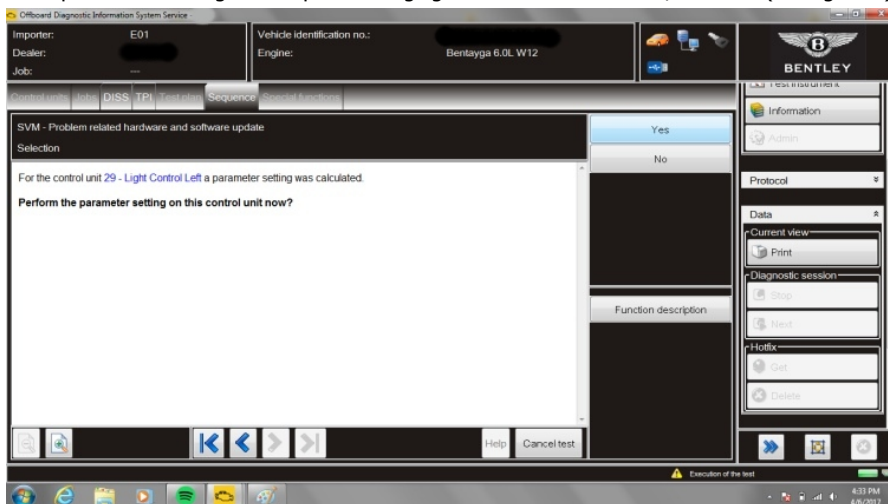 Offboard Diagnostic Information System Service
Importer: E01
Dealer:
Job: ---
Vehicle identification no.:
Engine: Bentayga 6.0L W12
B
BENTLEY
Control units Jobs DISS TPI Test plan Sequence Special functions
SVM - Problem related hardware and software update
Selection
For the control unit 29 - Light Control Left a parameter setting was calculated.
Perform the parameter setting on this control unit now?
Yes
No
Function description
Test instrument
Information
Admin
Protocol
Data
Current view
Print
Diagnostic session
Stop
Next
Hotfix
Get
Delete
Help
Cancel test
Execution of the test
4:33 PM
4/6/2017